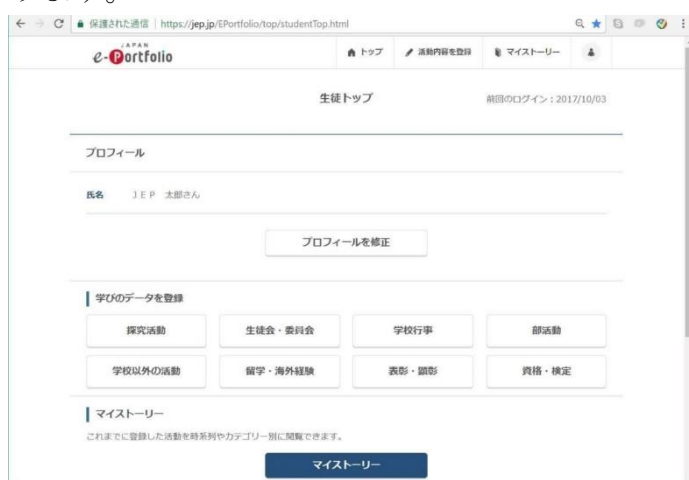 保護された通信 | https://jep.jp/EPortfolio/top/studentTop.html
JAPAN
e-Portfolio
トップ
活動内容を登録
マイストーリー
生徒トップ
前回のログイン：2017/10/03
プロフィール
氏名 JEP 太郎さん
プロフィールを修正
学びのデータを登録
探究活動 生徒会・委員会 学校行事 部活動
学校以外の活動 留学・海外経験 表彰・顕彰 資格・検定
マイストーリー
これまでに登録した活動を時系列やカテゴリー別に閲覧できます。
マイストーリー